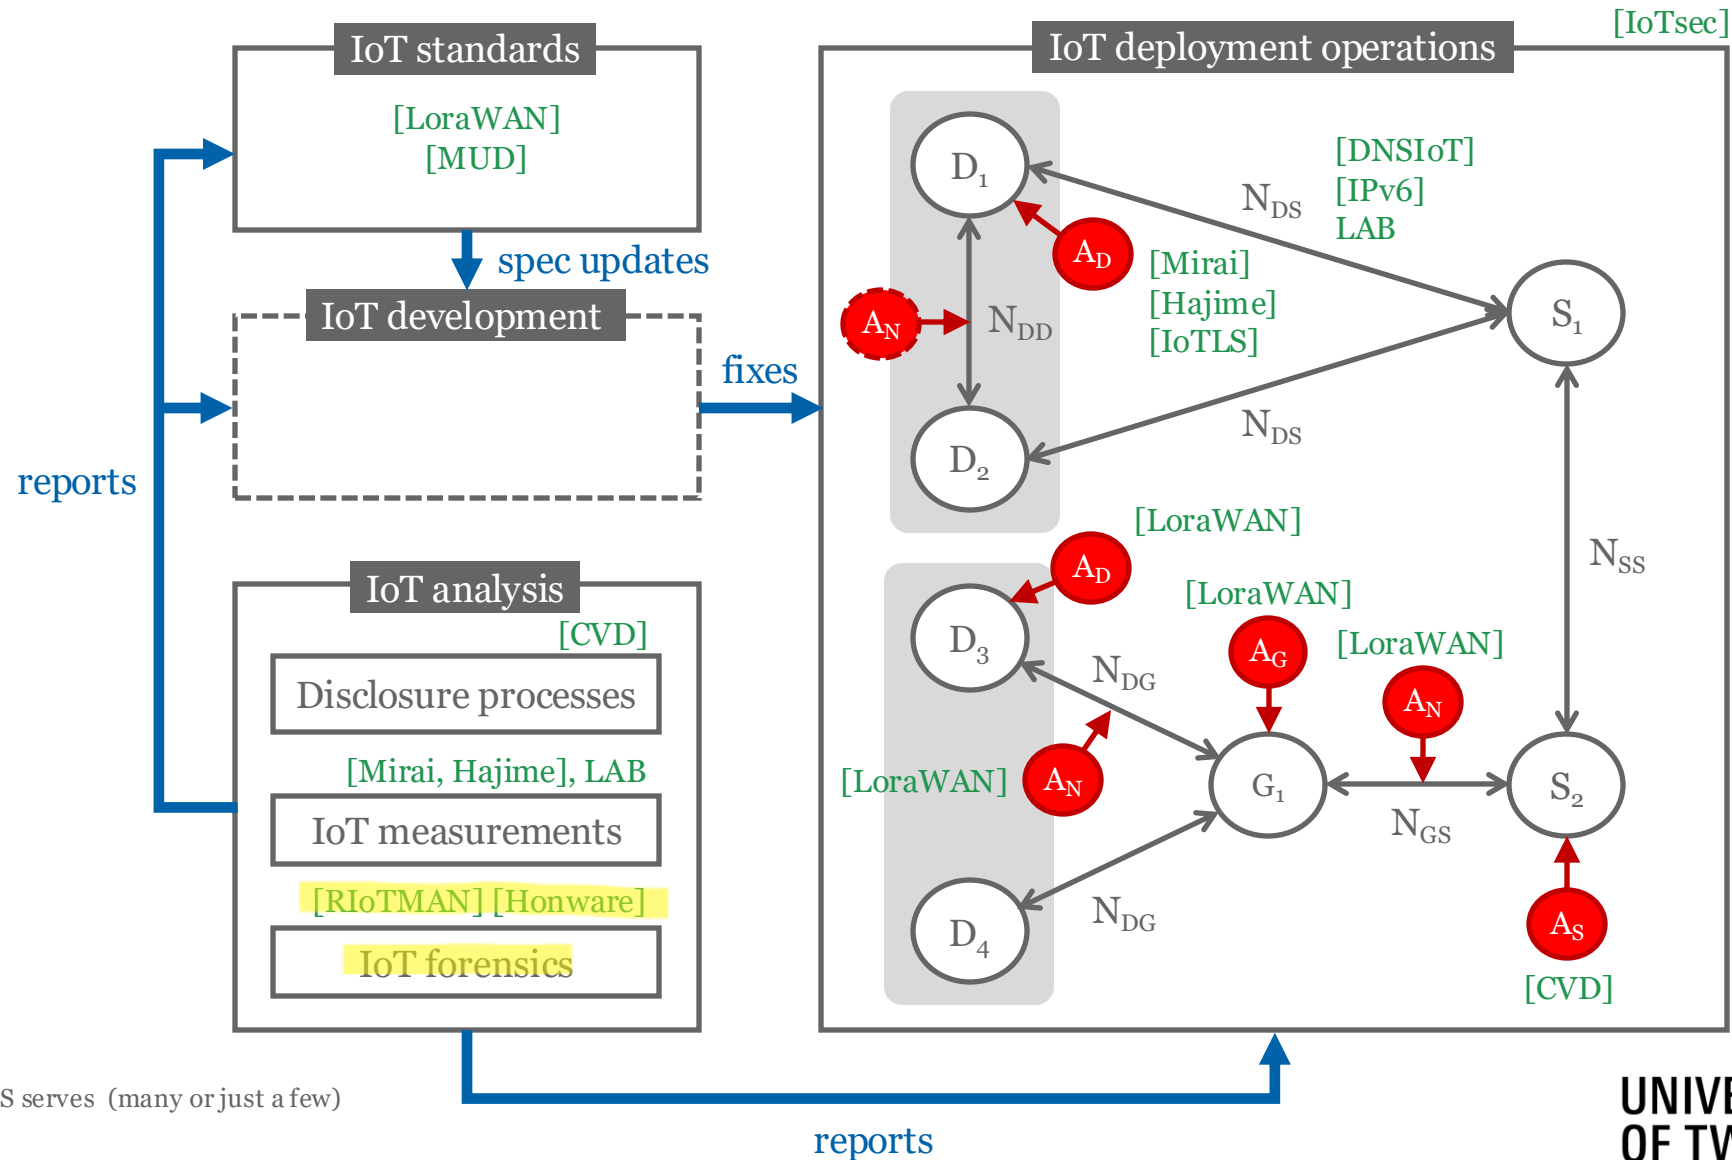 [IoTsec]
IoT standards
[LoraWAN]
[MUD]
spec updates
IoT development
fixes
reports
IoT analysis
[CVD]
Disclosure processes
[Mirai, Hajime], LAB
IoT measurements
[RIoTMAN] [Honware]
IoT forensics
reports
IoT deployment operations
D1
NDS
[DNSIoT]
[IPv6]
LAB
AD
[Mirai]
[Hajime]
[IoTLS]
AN
NDD
S1
D2
NDS
[LoraWAN]
AD
NSS
D3
[LoraWAN]
AG
[LoraWAN]
AN
NDG
[LoraWAN]
AN
G1
NGS
S2
D4
NDG
AS
[CVD]
S serves (many or just a few)
UNIVE
OF TW